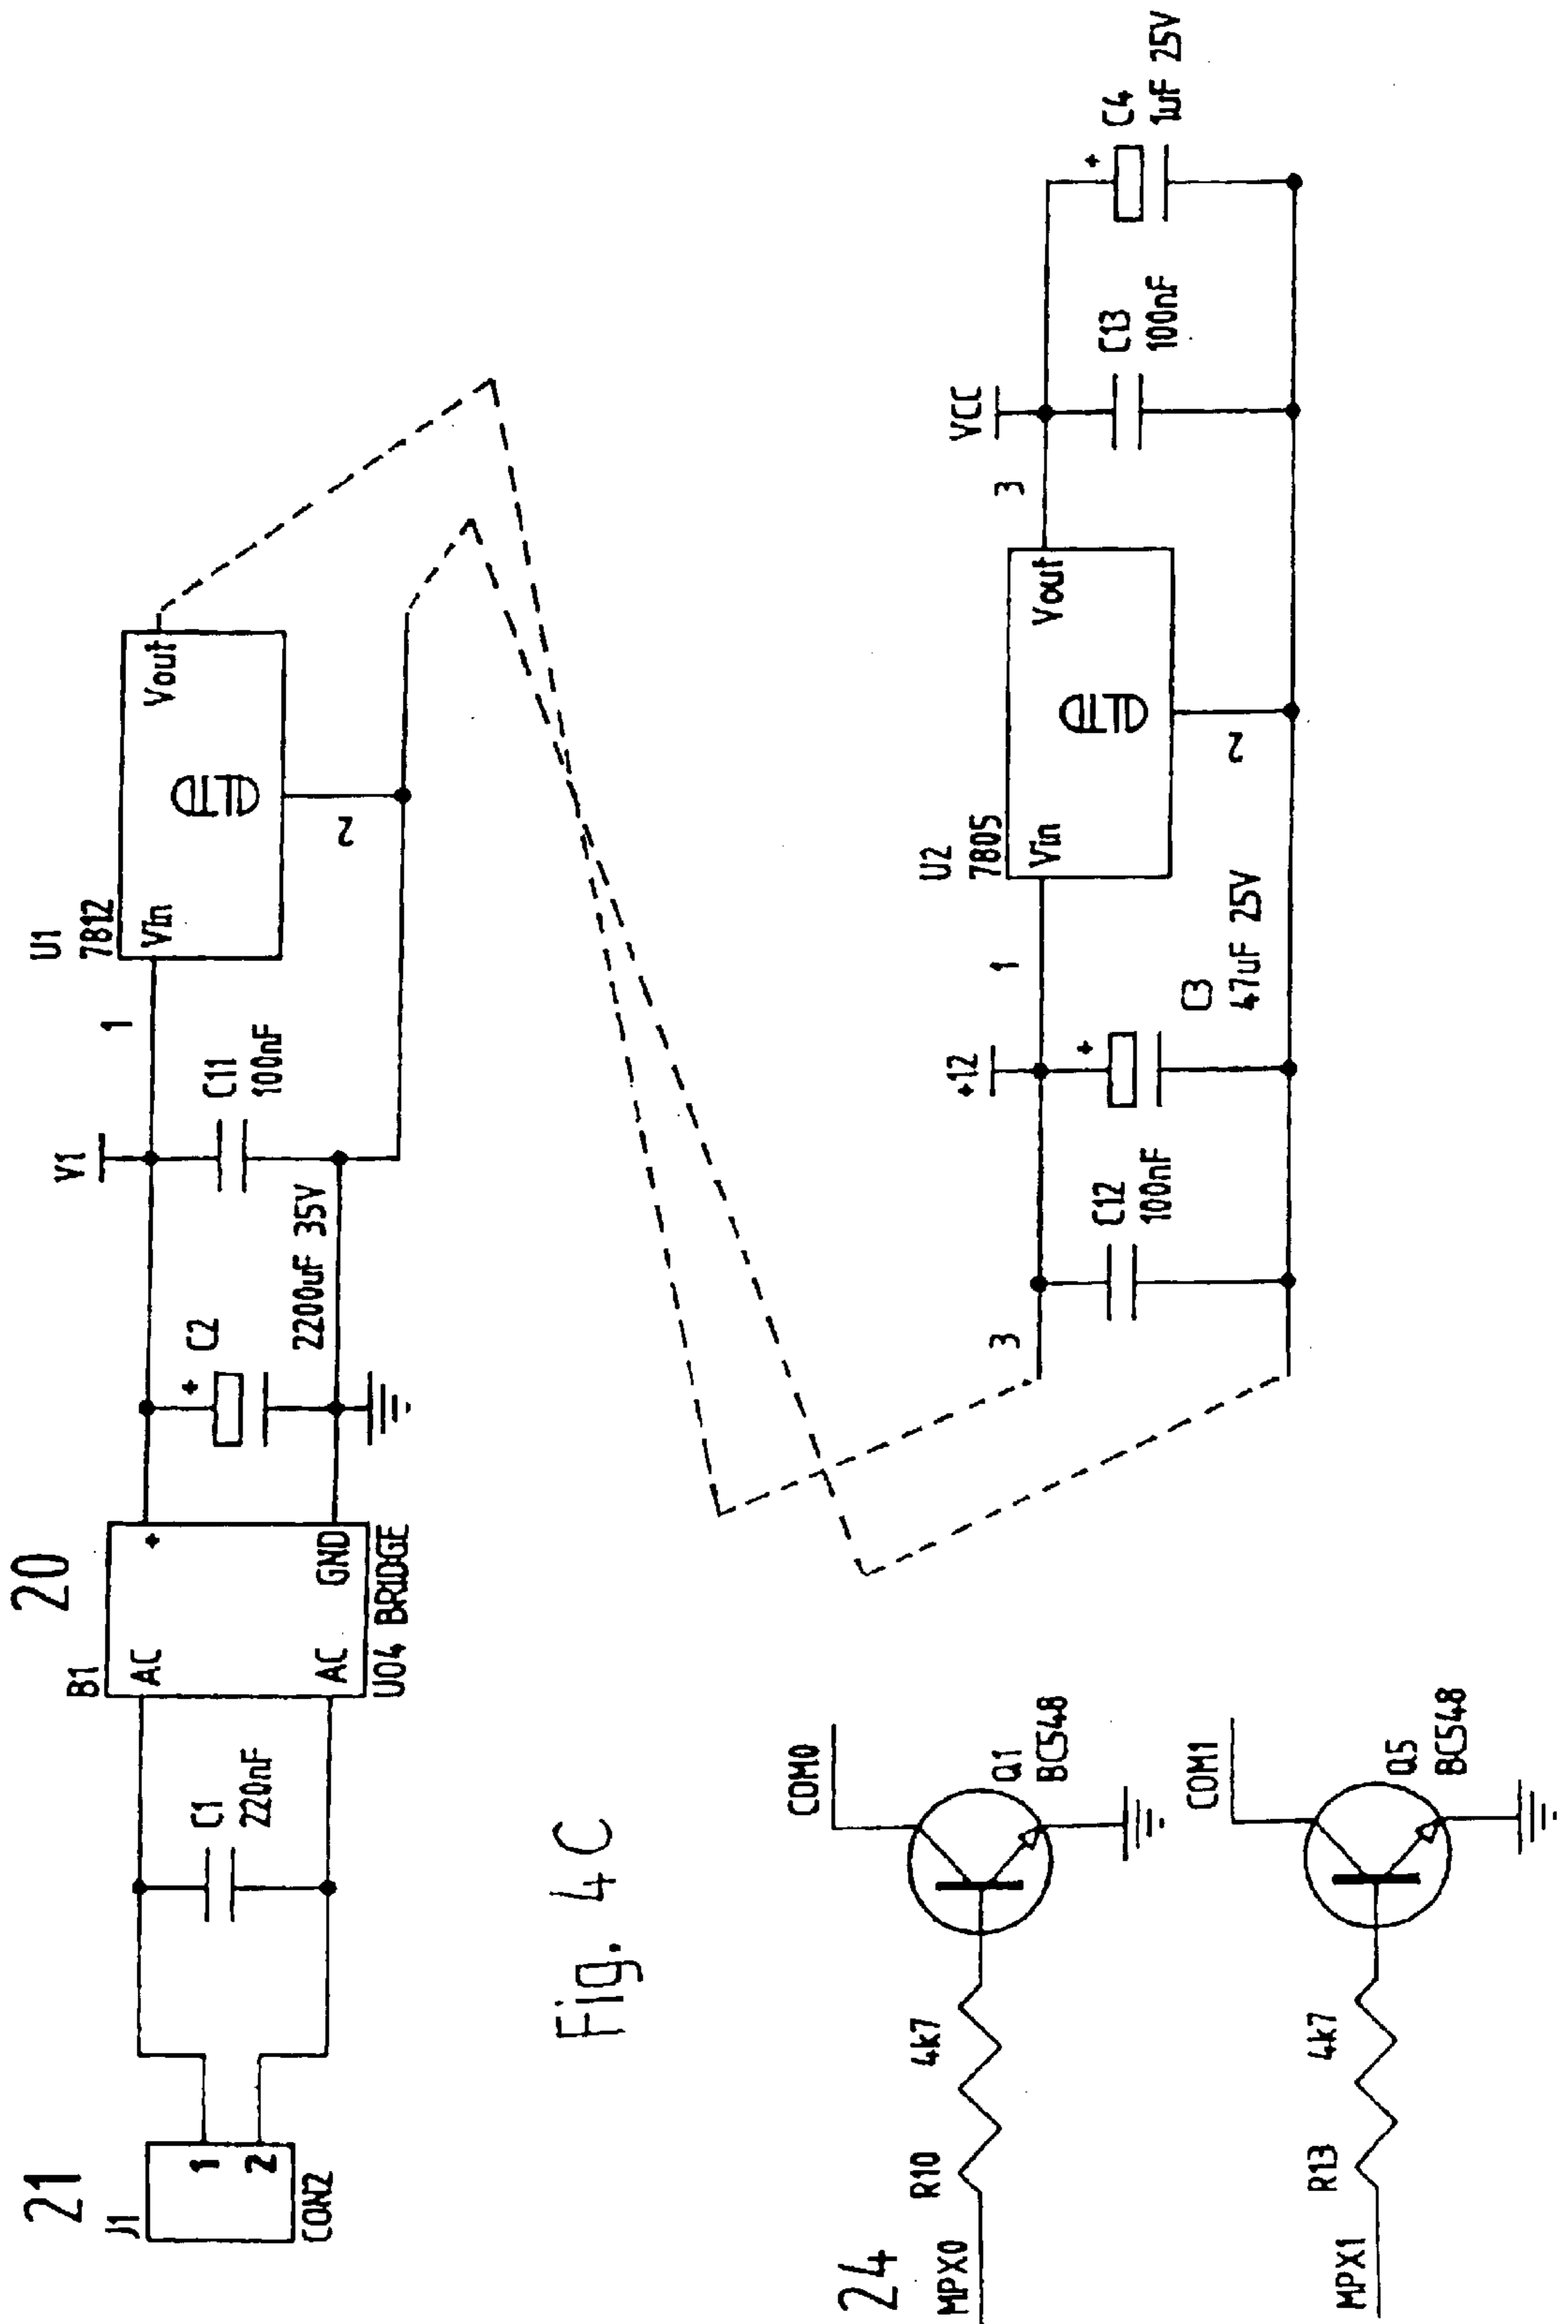 21
J1
1
2
CON2
C1
220nF
20
B1
AC
+
AC
GND
U04 BRIDGE
+
C2
2200uF 35V
V1
C11
100nF
1
U1
7812
Vin
Vout
2
Fig. 4C
3
C12
100nF
+12
+
C3
47uF 25V
1
U2
7805
Vin
Vout
2
3
VCC
C13
100nF
+
C4
1uF 25V
24
MPX0
R10
4k7
COM0
Q1
BC548
MPX1
R13
4k7
COM1
Q5
BC548